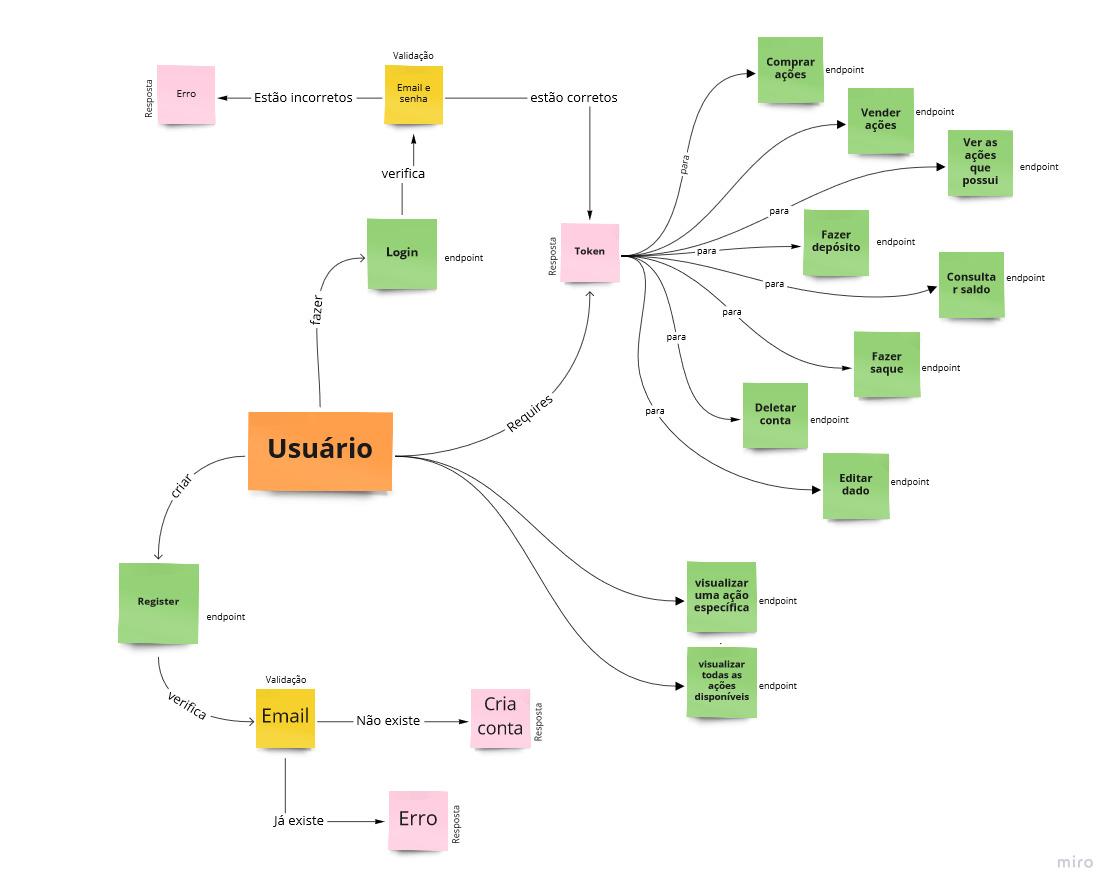 Validação
Erro
Resposta
Estão incorretos
Email e
senha
estão corretos
verifica
Login
endpoint
fazer
Usuário
Token
Resposta
Requires
para
Comprar
ações
endpoint
Vender
ações
endpoint
para
Ver as
ações
que
possui
endpoint
para
Fazer
depósito
endpoint
para
Consulta
r saldo
endpoint
para
Fazer
saque
endpoint
para
Deletar
conta
endpoint
para
Editar
dado
endpoint
visualizar
uma ação
específica
endpoint
.
visualizar
todas as
ações
disponíveis
endpoint
criar
Register
endpoint
verifica
Validação
Email
Não existe
Cria
conta
Resposta
Já existe
Erro
Resposta
miro